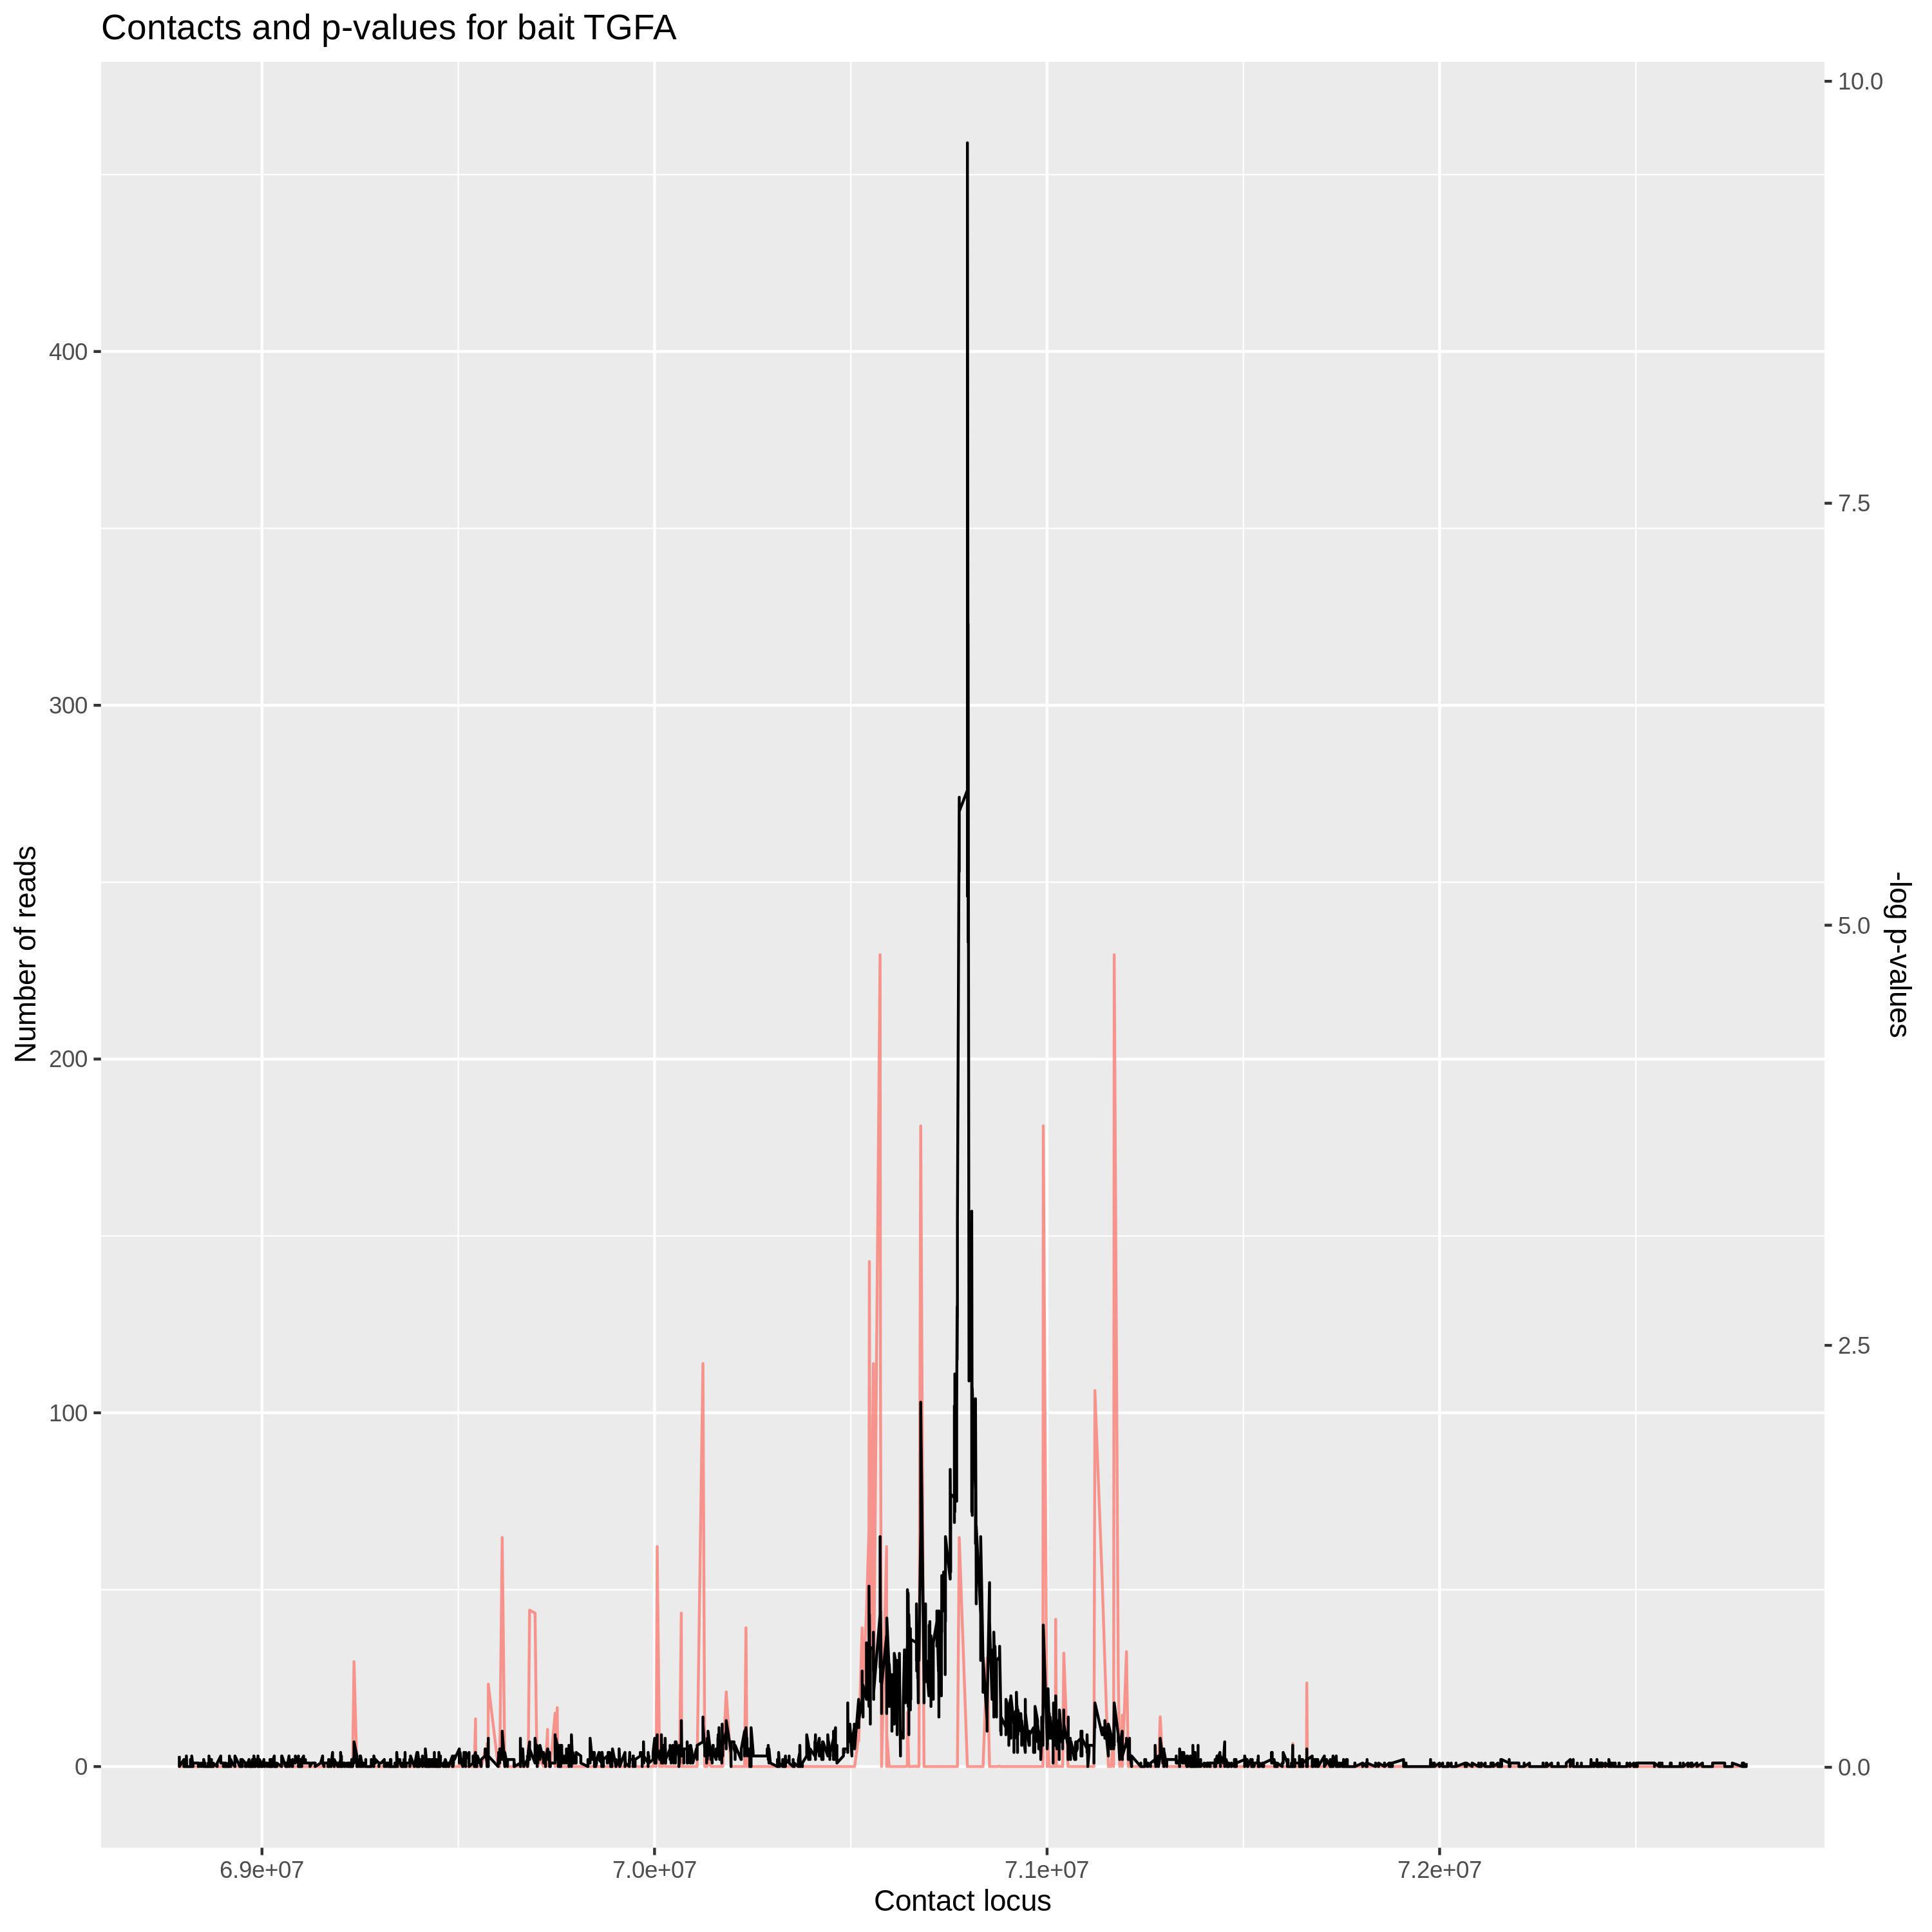 Contacts and p-values for bait TGFA
10.0
400
7.5
300
Number of reads
5.0
-log p-values
200
2.5
100
0
0.0
6.9e+07 7.0e+07 7.1e+07 7.2e+07
Contact locus